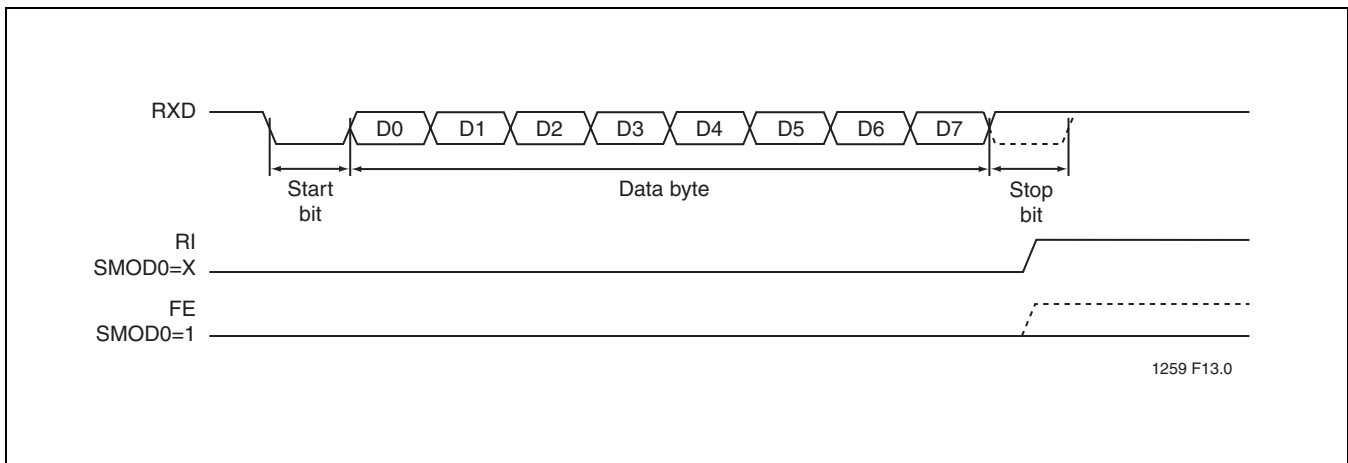 RXD
D0 D1 D2 D3 D4 D5 D6 D7
Start
bit
Data byte
Stop
bit
RI
SMOD0=X
FE
SMOD0=1
1259 F13.0